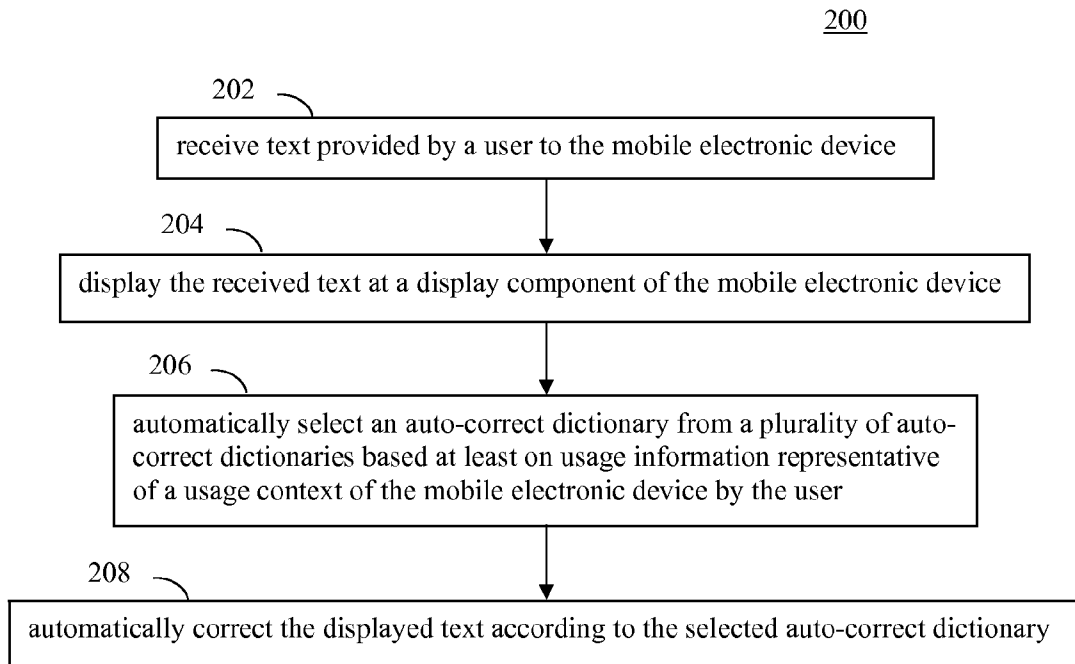 200
202
receive text provided by a user to the mobile electronic device
204
display the received text at a display component of the mobile electronic device
206
automatically select an auto-correct dictionary from a plurality of auto-
correct dictionaries based at least on usage information representative
of a usage context of the mobile electronic device by the user
208
automatically correct the displayed text according to the selected auto-correct dictionary